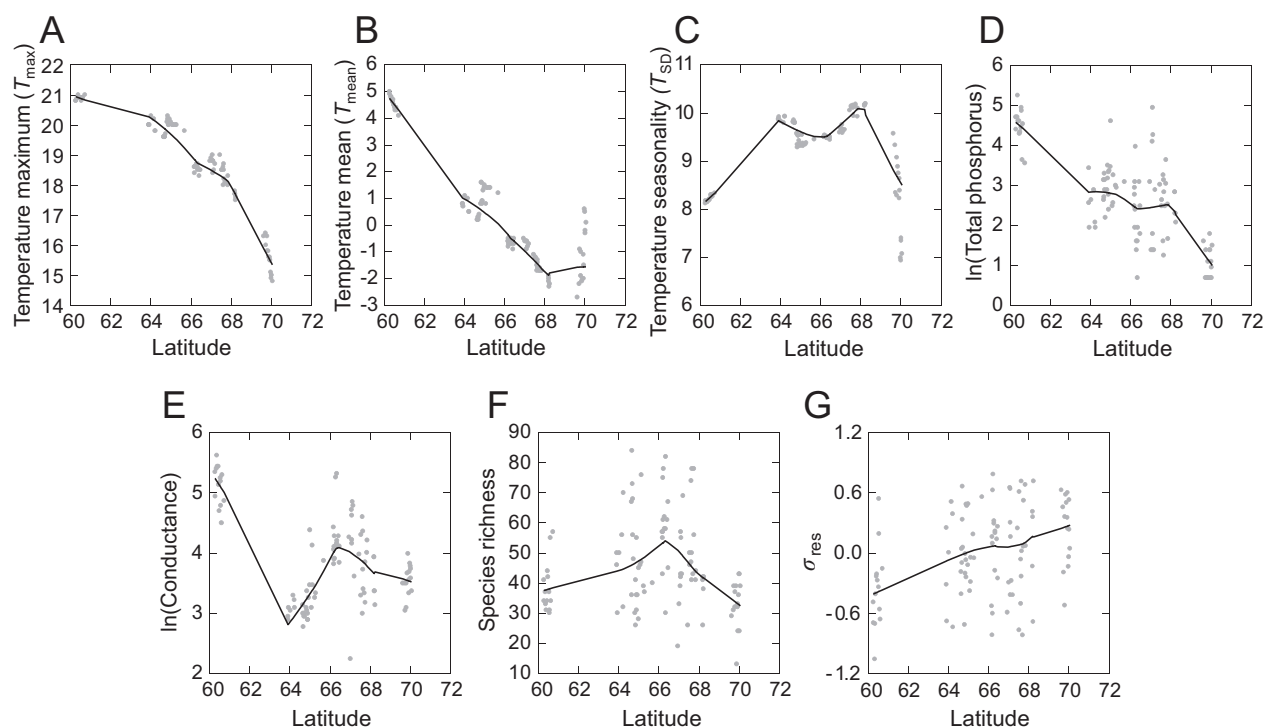 A
Temperature maximum (Tmax)
22
21
20
19
18
17
16
15
14
60 62 64 66 68 70 72
Latitude
B
Temperature mean (Tmean)
6
5
4
3
2
1
0
-1
-2
-3
60 62 64 66 68 70 72
Latitude
C
Temperature seasonality (TSD)
11
10
9
8
7
6
60 62 64 66 68 70 72
Latitude
D
ln(Total phosphorus)
6
5
4
3
2
1
0
60 62 64 66 68 70 72
Latitude
E
ln(Conductance)
6
5
4
3
2
60 62 64 66 68 70 72
Latitude
F
Species richness
90
80
70
60
50
40
30
20
10
60 62 64 66 68 70 72
Latitude
G
σres
1.2
0.6
0.0
-0.6
-1.2
60 62 64 66 68 70 72
Latitude